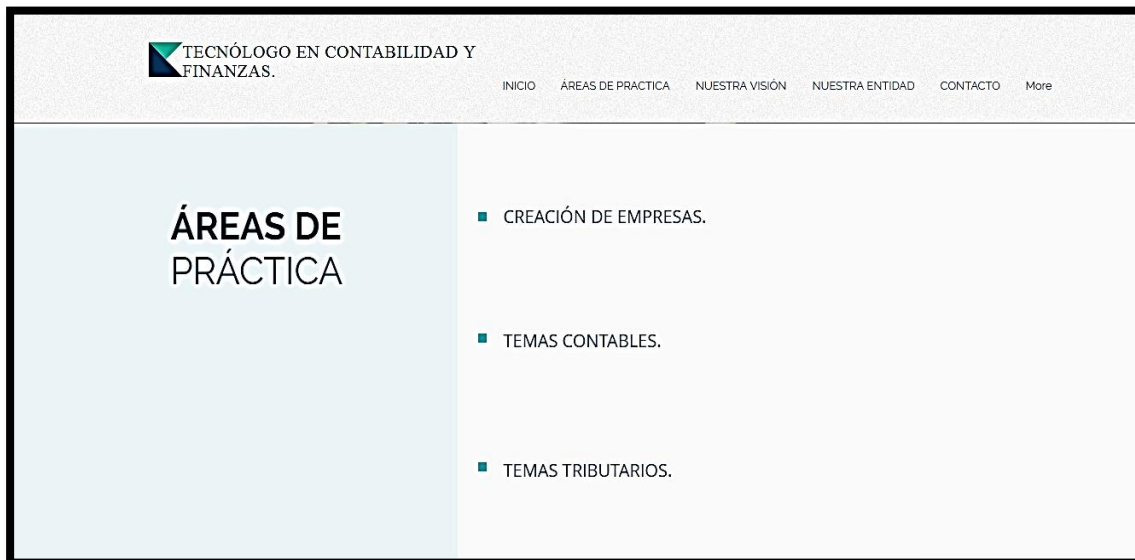 TECNÓLOGO EN CONTABILIDAD Y
FINANZAS.
INICIO ÁREAS DE PRACTICA NUESTRA VISIÓN NUESTRA ENTIDAD CONTACTO More
ÁREAS DE
PRÁCTICA
CREACIÓN DE EMPRESAS.
TEMAS CONTABLES.
TEMAS TRIBUTARIOS.